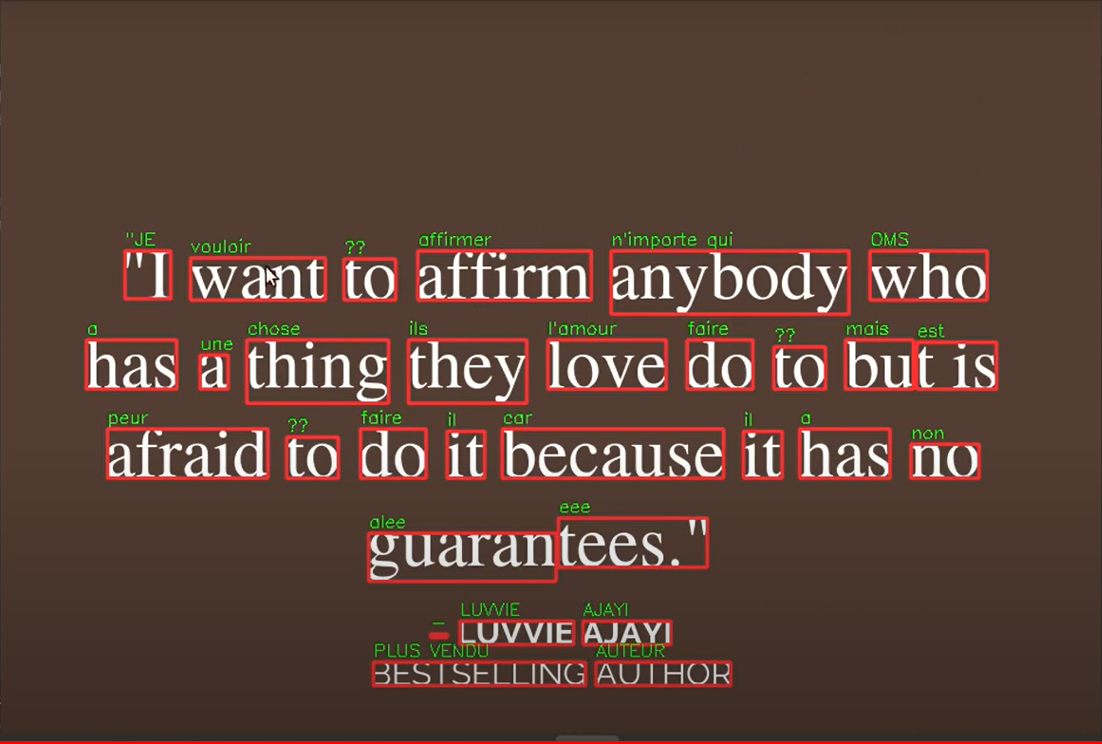 "JE vouloir ?? affirmer n'importe qui OMS
"I want to affirm anybody who
a une chose ils l'amour faire ?? mais est
has a thing they love do to but is
peur ?? faire il car il a non
afraid to do it because it has no
alee eee
guarantees."
LUVVIE AJAYI
– LUVVIE AJAYI
PLUS VENDU AUTEUR
BESTSELLING AUTHOR